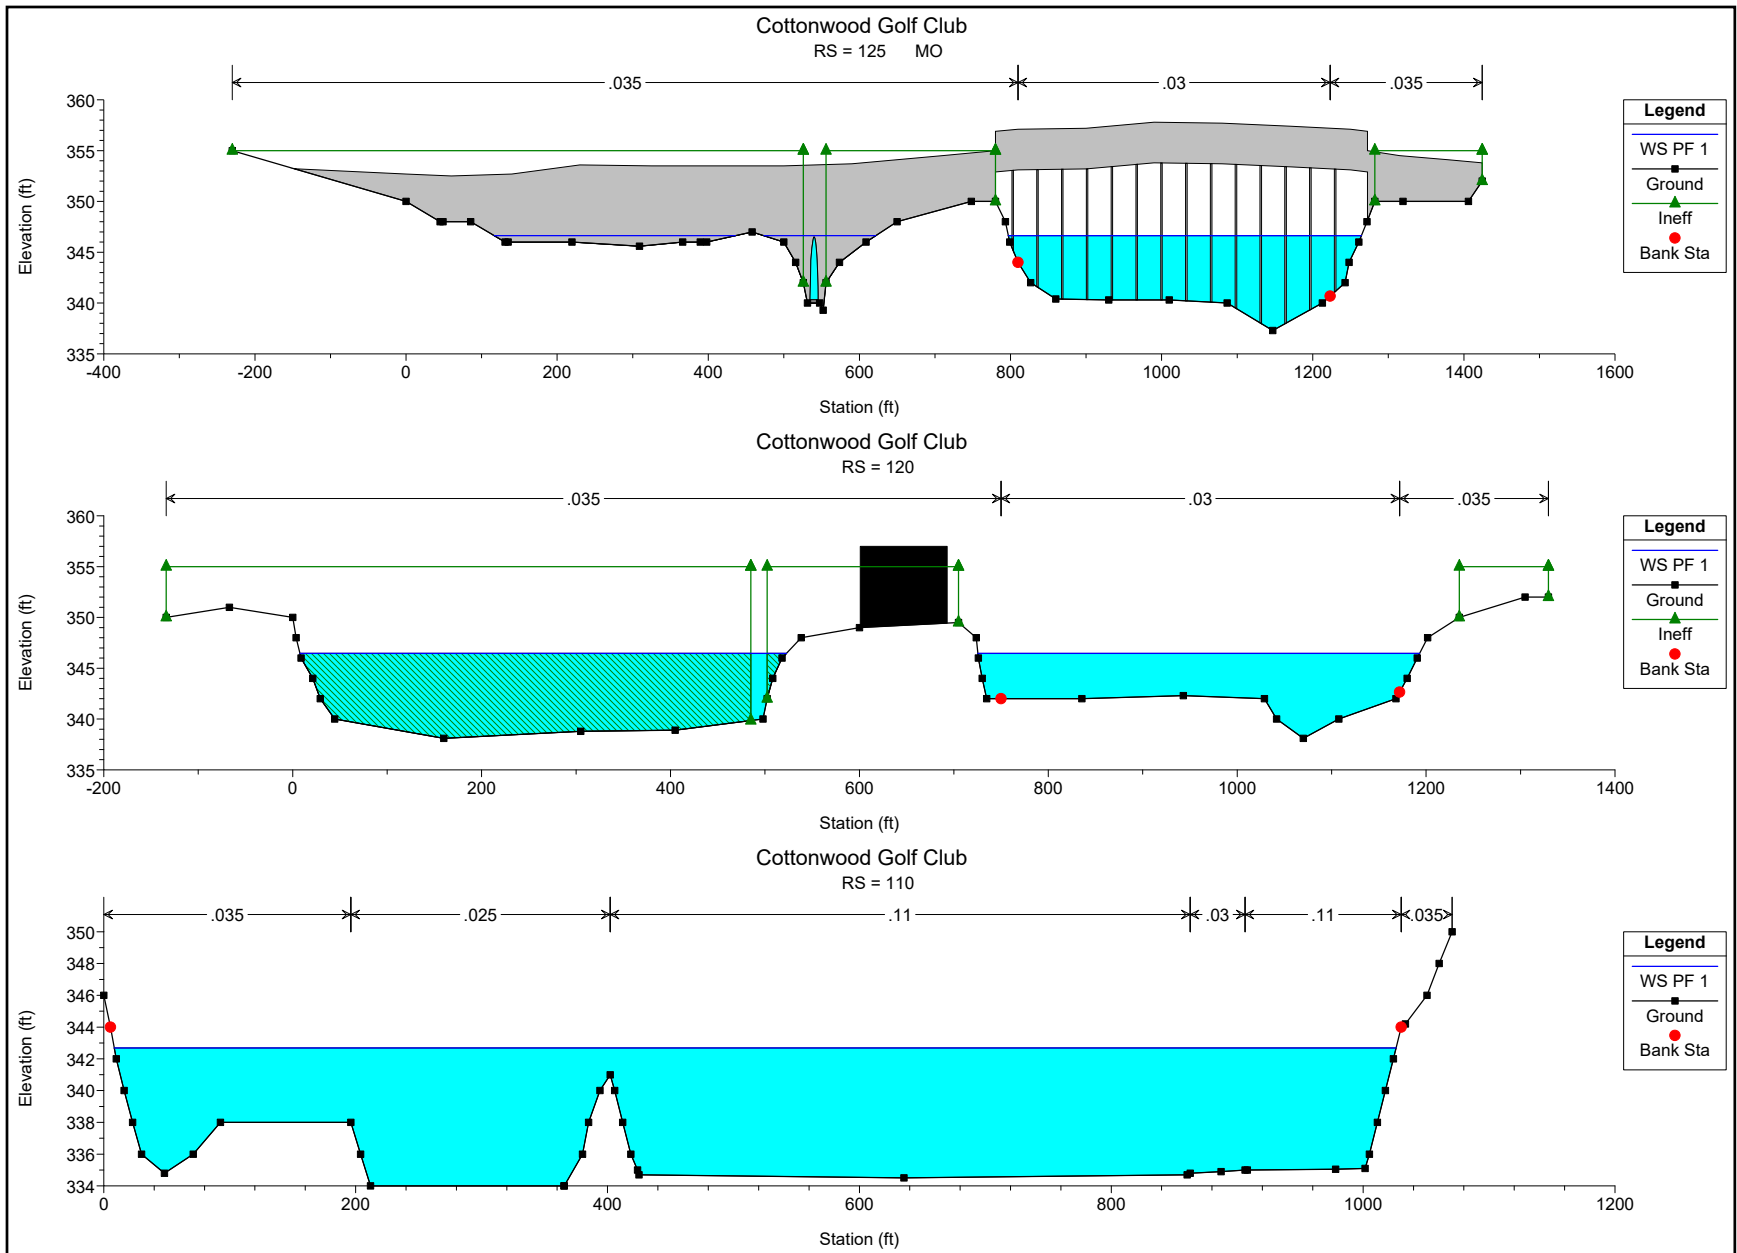 Cottonwood Golf Club
RS = 125 MO
.035 .03 .035
360
355
350
345
340
335
Elevation (ft)
-400 -200 0 200 400 600 800 1000 1200 1400 1600
Station (ft)
Legend
WS PF 1
Ground
Ineff
Bank Sta
Cottonwood Golf Club
RS = 120
.035 .03 .035
360
355
350
345
340
335
Elevation (ft)
-200 0 200 400 600 800 1000 1200 1400
Station (ft)
Legend
WS PF 1
Ground
Ineff
Bank Sta
Cottonwood Golf Club
RS = 110
.035 .025 .11 .03 .11 .035
350
348
346
344
342
340
338
336
334
Elevation (ft)
0 200 400 600 800 1000 1200
Station (ft)
Legend
WS PF 1
Ground
Bank Sta